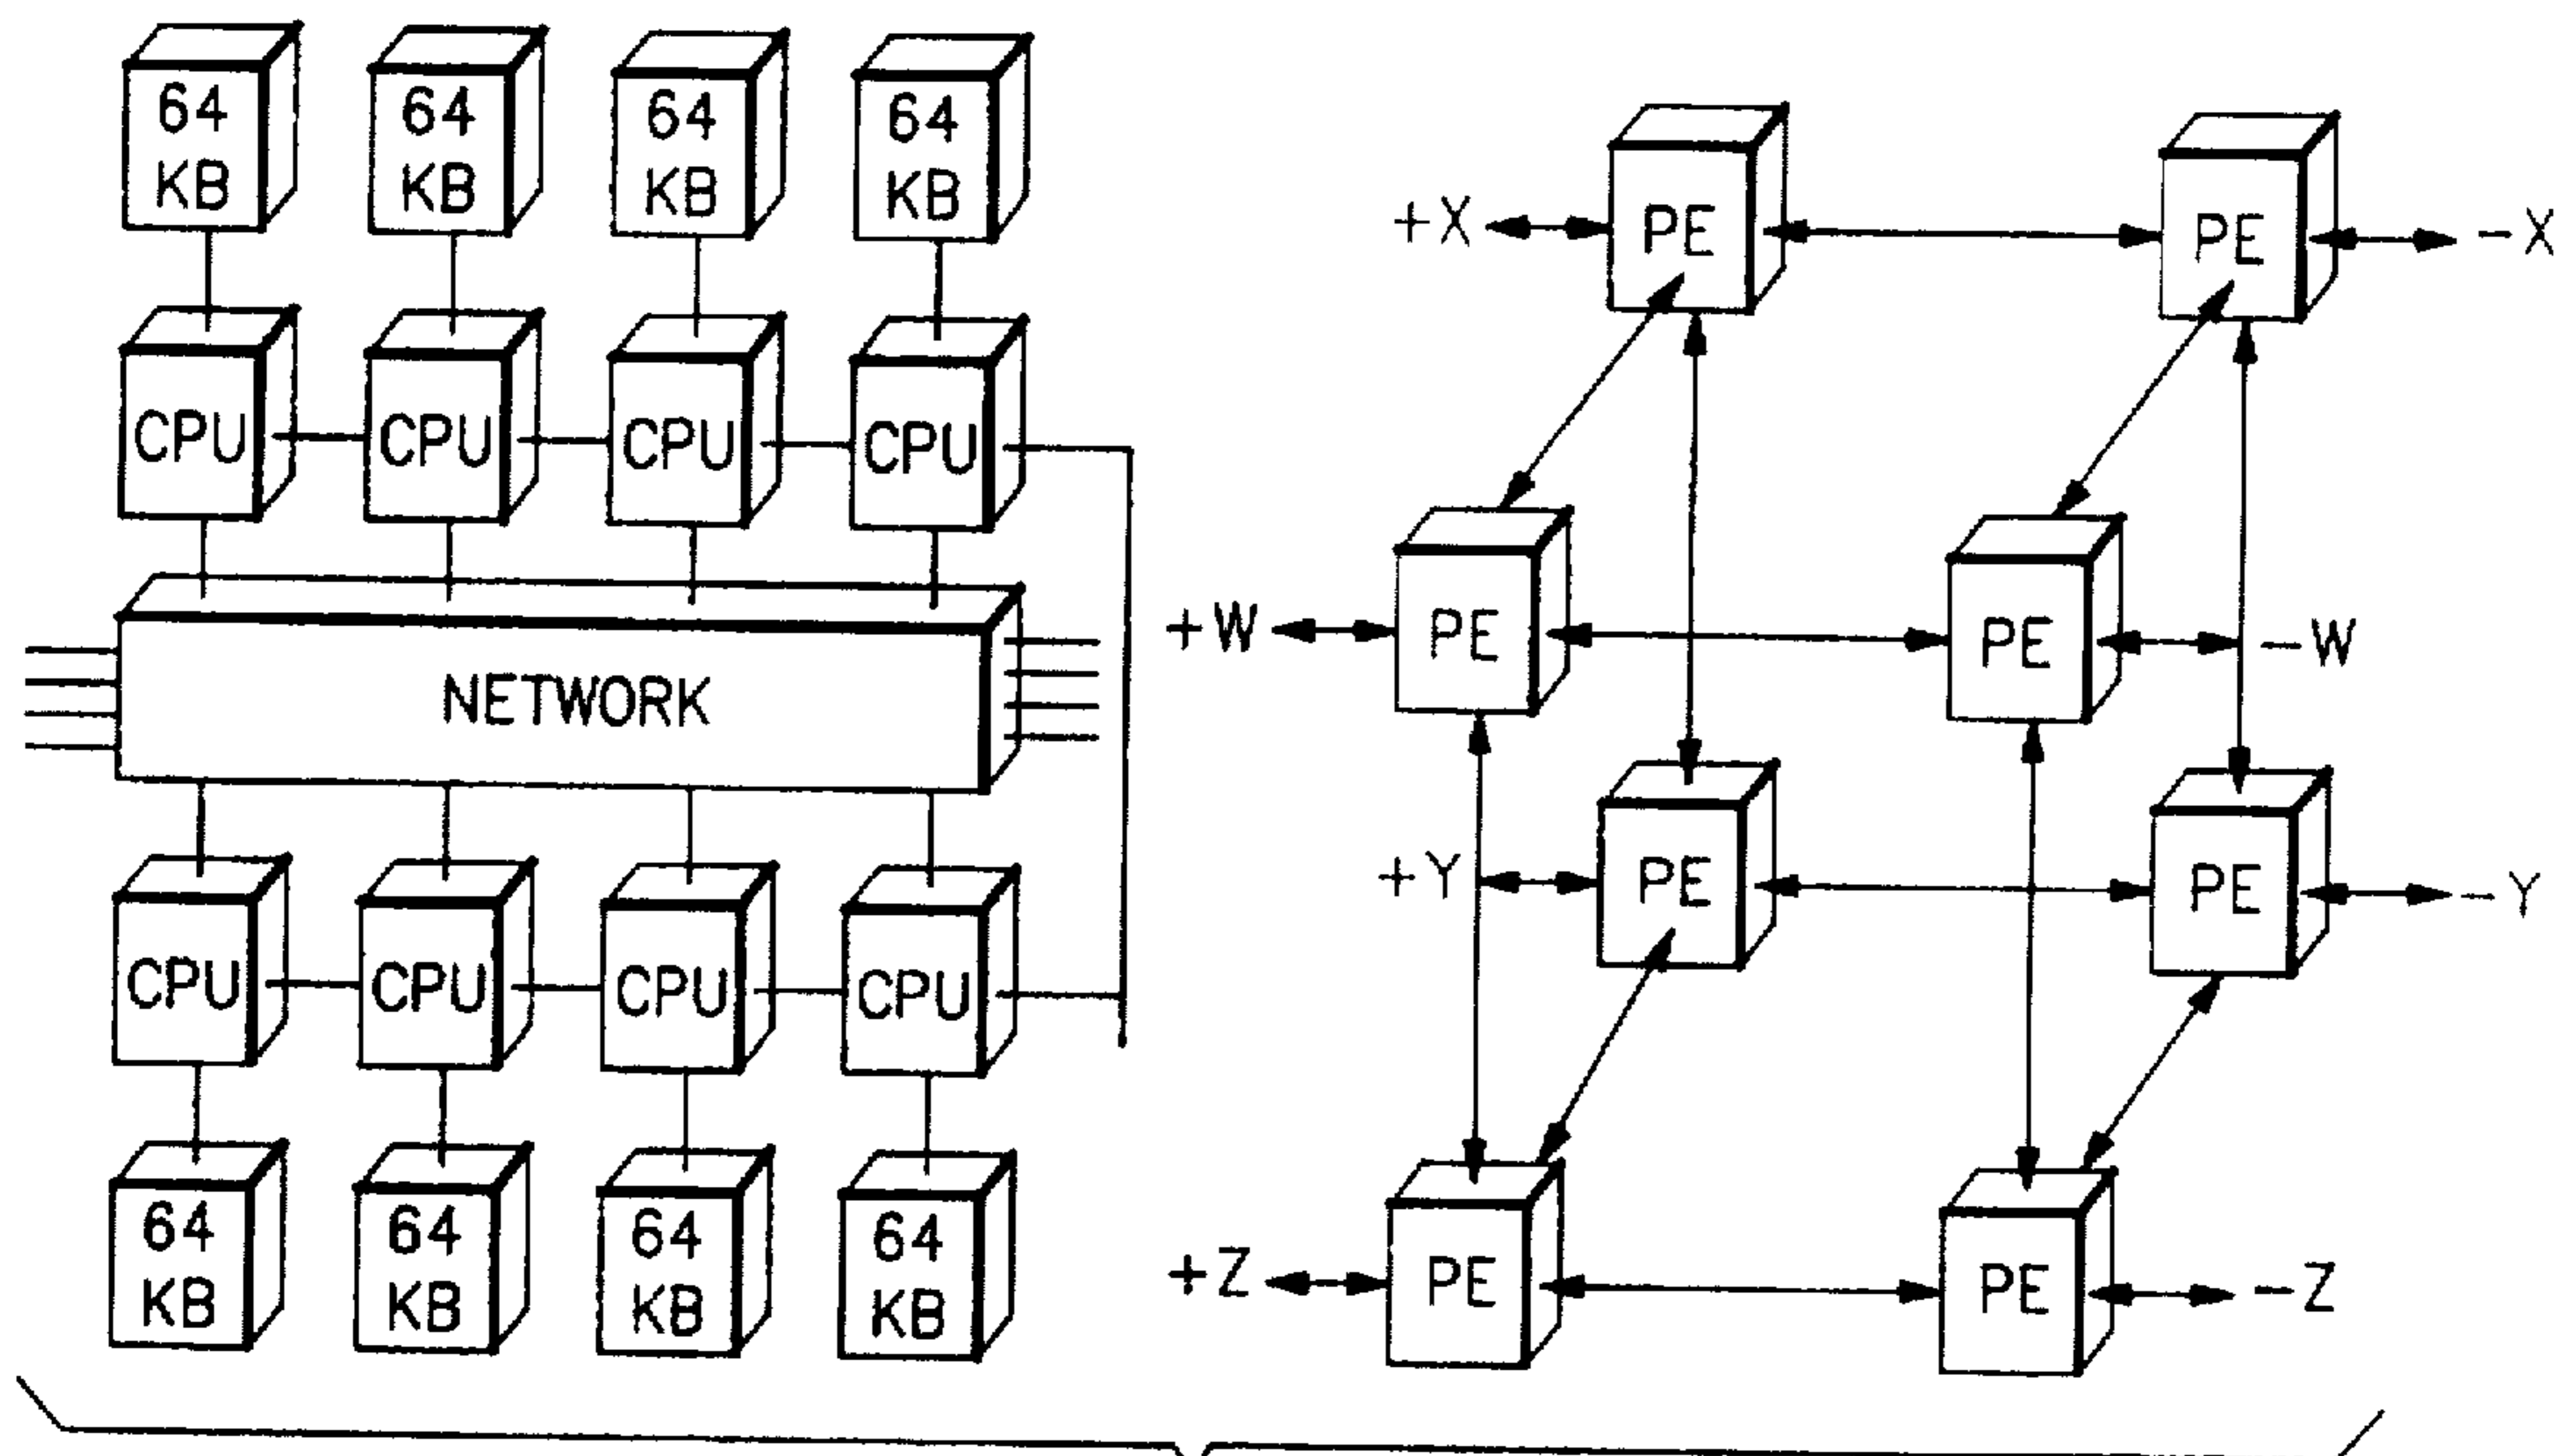 64 KB 64 KB 64 KB 64 KB
CPU CPU CPU CPU
NETWORK
CPU CPU CPU CPU
64 KB 64 KB 64 KB 64 KB
+X PE PE -X
+W PE PE -W
+Y PE PE -Y
+Z PE PE -Z